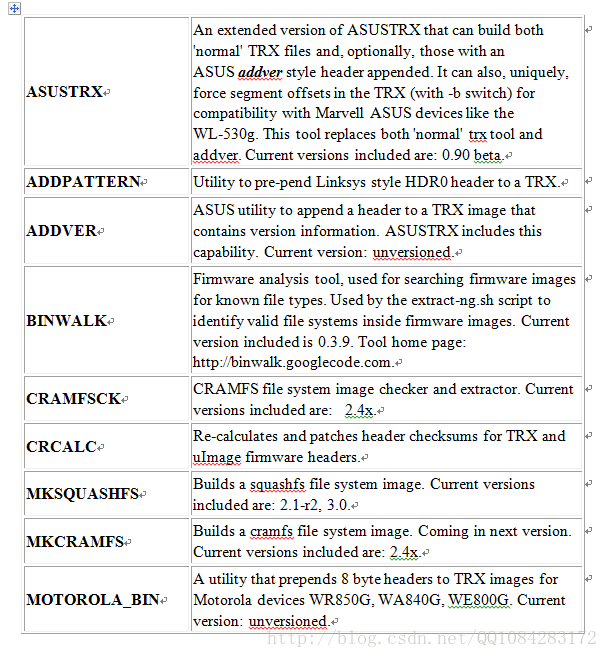 An extended version of ASUSTRX that can build both
'normal' TRX files and, optionally, those with an
ASUS addver style header appended. It can also, uniquely,
ASUSTRX
force segment offsets in the TRX (with -b switch) for
compatibility with Marvell ASUS devices like the
WL-530g. This tool replaces both 'normal' trx tool and
addver. Current versions included are: 0.90 beta.
ADDPATTERN
Utility to pre-pend Linksys style HDR0 header to a TRX.
ADDVER
ASUS utility to append a header to a TRX image that
contains version information. ASUSTRX includes this
capability. Current version: unversioned.
BINWALK
Firmware analysis tool, used for searching firmware images
for known file types. Used by the extract-ng.sh script to
identify valid file systems inside firmware images. Current
version included is 0.3.9. Tool home page:
http://binwalk.googlecode.com.
CRAMFSCK
CRAMFS file system image checker and extractor. Current
versions included are: 2.4x.
CRCALC
Re-calculates and patches header checksums for TRX and
uImage firmware headers.
MKSQUASHFS
Builds a squashfs file system image. Current versions
included are: 2.1-r2, 3.0.
MKCRAMFS
Builds a cramfs file system image. Coming in next version.
Current versions included are: 2.4x.
MOTOROLA_BIN
A utility that prepends 8 byte headers to TRX images for
Motorola devices WR850G, WA840G, WE800G. Current
version: unversioned.
http://blog.csdn.net/QQ1084283172